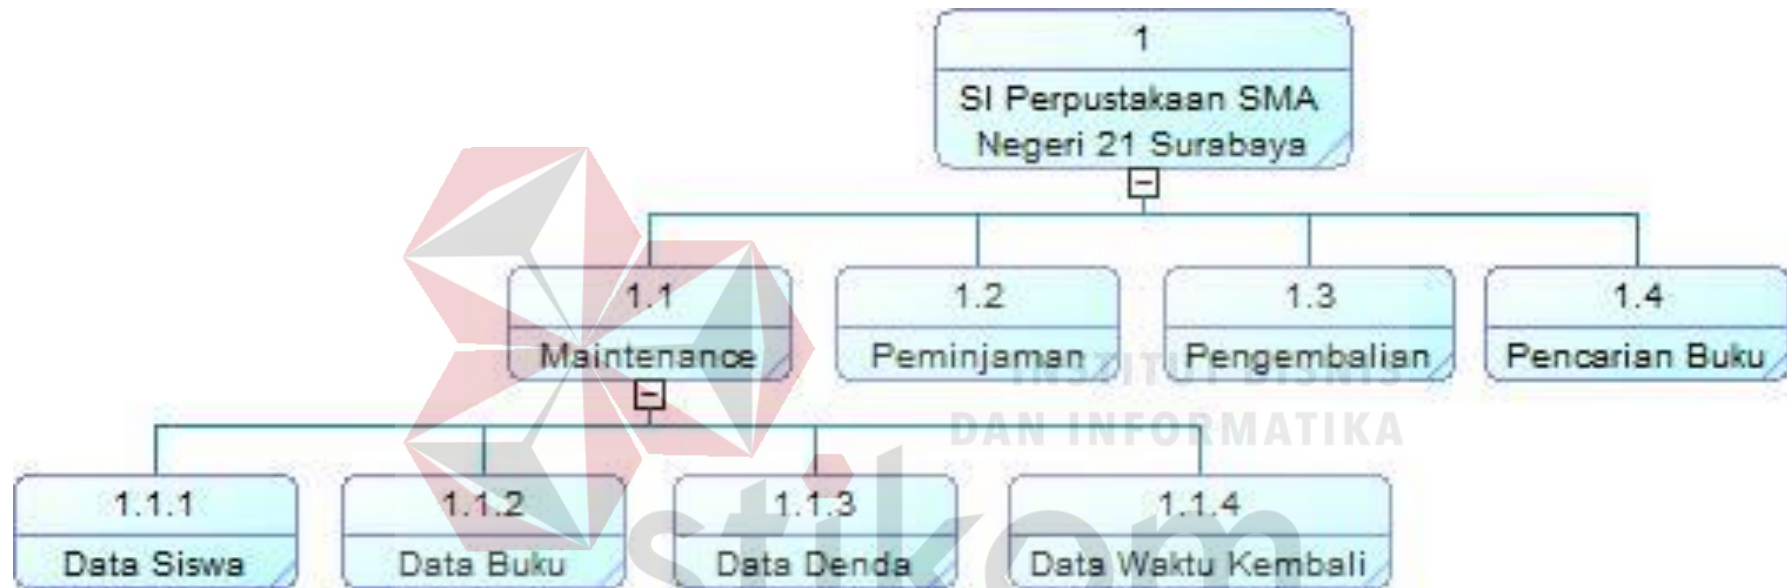 1
SI Perpustakaan SMA
Negeri 21 Surabaya
1.1
Maintenance
1.2
Peminjaman
1.3
Pengembalian
1.4
Pencarian Buku
INSTITUT BISNIS
DAN INFORMATIKA
1.1.1
Data Siswa
1.1.2
Data Buku
1.1.3
Data Denda
1.1.4
Data Waktu Kembali
stikom